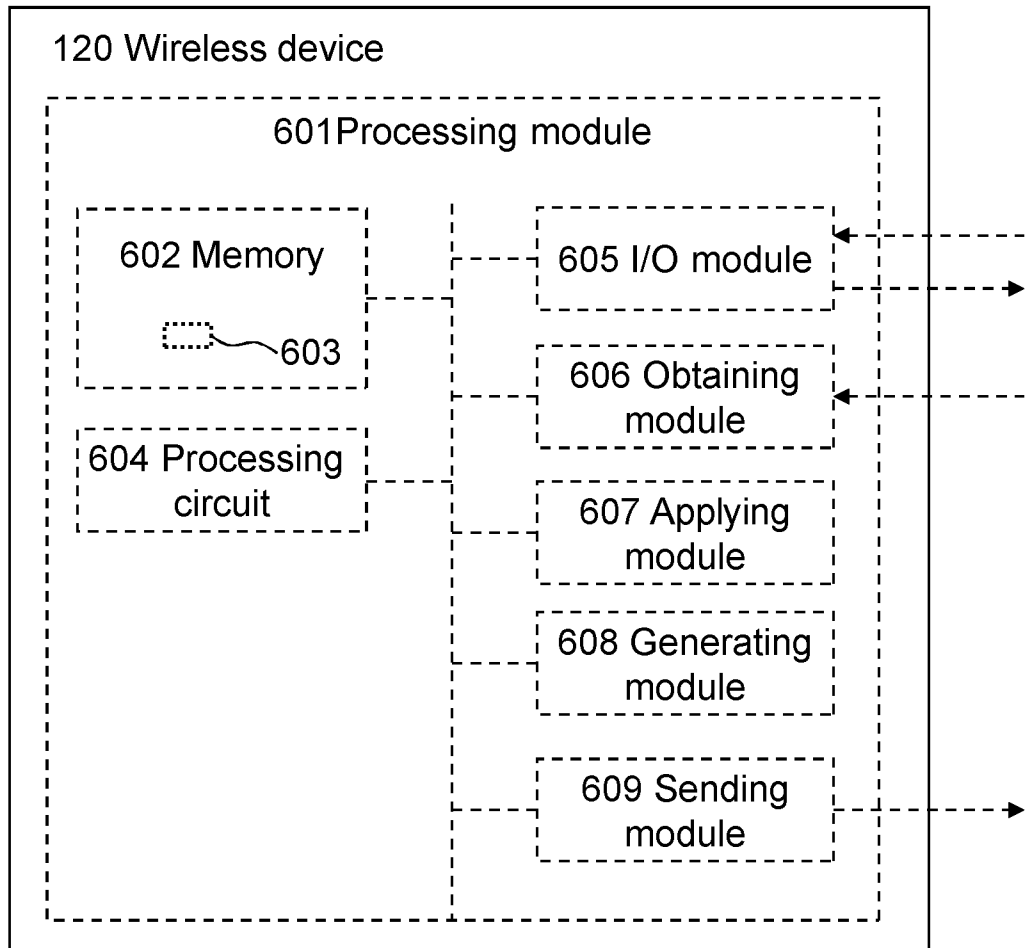 120 Wireless device
601Processing module
602 Memory
603
604 Processing
circuit
605 I/O module
606 Obtaining
module
607 Applying
module
608 Generating
module
609 Sending
module